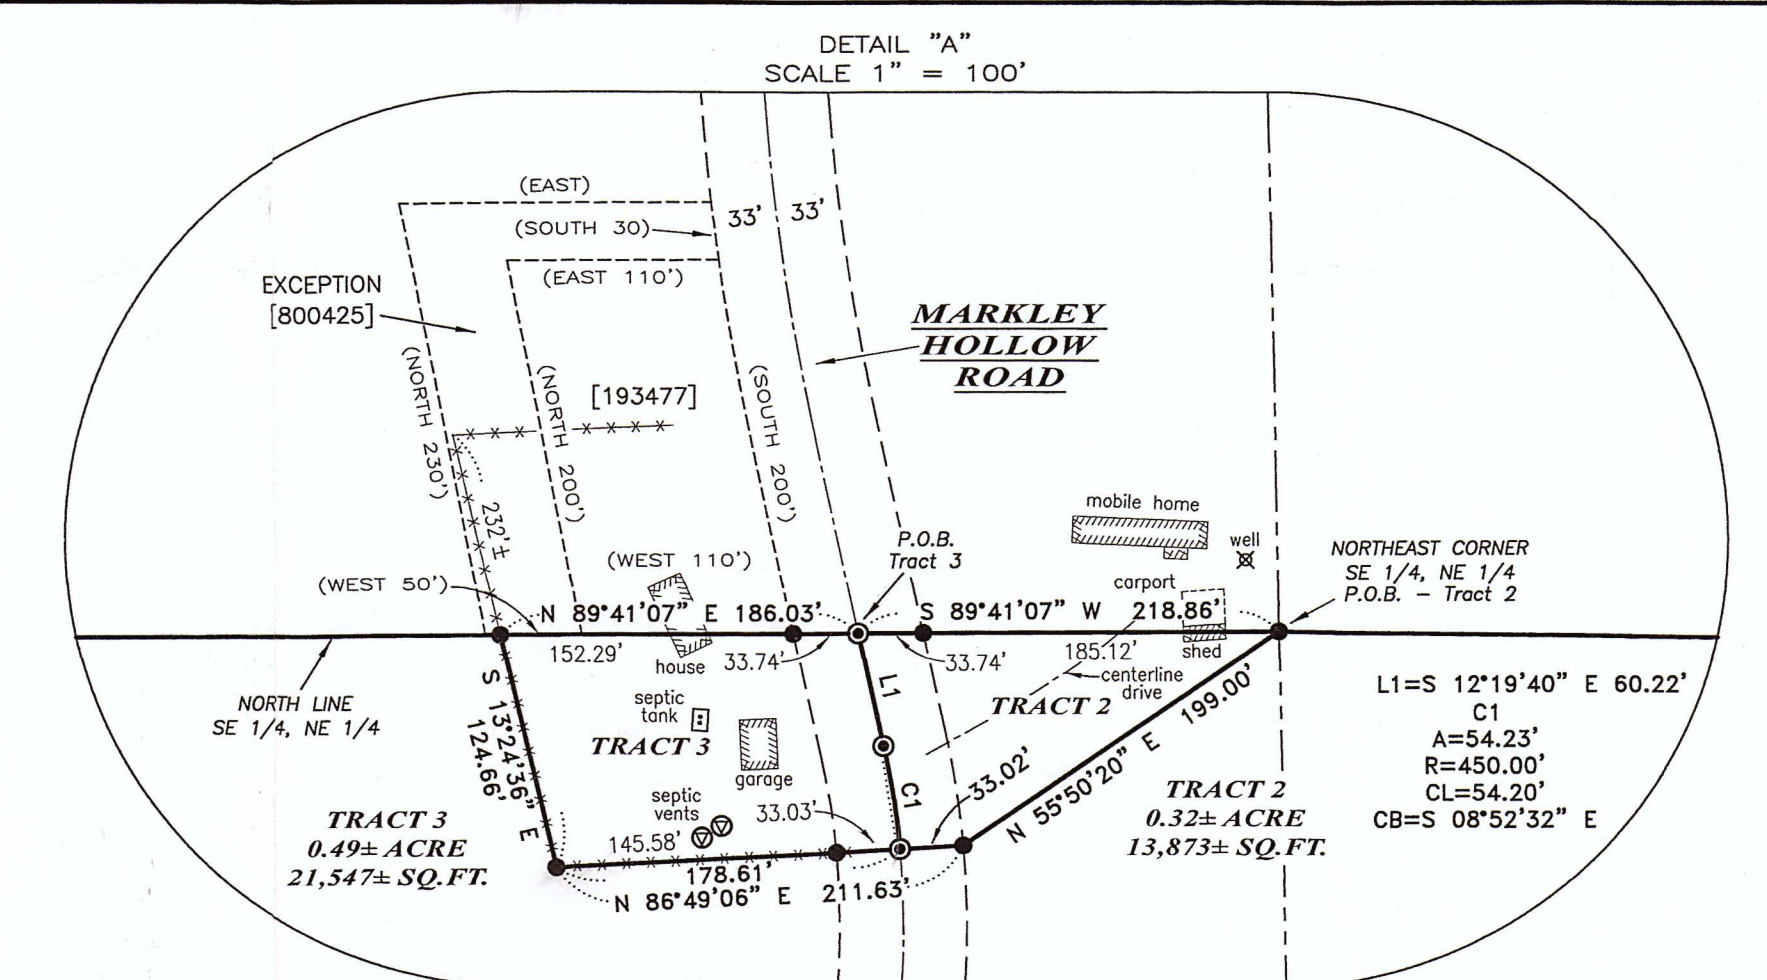 DETAIL "A"
SCALE 1" = 100'
(EAST)
(SOUTH 30)
33'
33'
(EAST 110')
EXCEPTION
[800425]
MARKLEY
HOLLOW
ROAD
(NORTH 230')
(NORTH 200')
[193477]
(SOUTH 200')
232'±
mobile home
well
P.O.B.
Tract 3
NORTHEAST CORNER
SE 1/4, NE 1/4
P.O.B. – Tract 2
(WEST 50')
(WEST 110')
carport
N 89°41'07" E 186.03'
S 89°41'07" W 218.86'
152.29'
house
33.74'
33.74'
185.12'
shed
centerline
drive
NORTH LINE
SE 1/4, NE 1/4
S 13°24'36" E
124.66'
septic
tank
TRACT 3
garage
L1
TRACT 2
199.00'
N 55°50'20" E
L1=S 12°19'40" E 60.22'
C1
A=54.23'
R=450.00'
CL=54.20'
CB=S 08°52'32" E
septic
vents
33.03'
C1
33.02'
TRACT 2
0.32± ACRE
13,873± SQ.FT.
TRACT 3
0.49± ACRE
21,547± SQ.FT.
145.58'
178.61'
N 86°49'06" E 211.63'